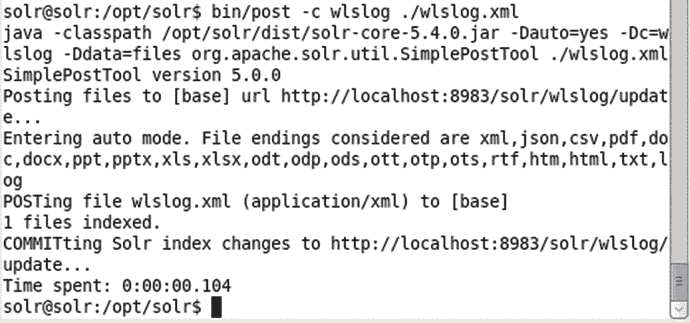 solr@solr:/opt/solr$ bin/post -c wlslog ./wlslog.xml
java -classpath /opt/solr/dist/solr-core-5.4.0.jar -Dauto=yes -Dc=w
lslog -Ddata=files org.apache.solr.util.SimplePostTool ./wlslog.xml
SimplePostTool version 5.0.0
Posting files to [base] url http://localhost:8983/solr/wlslog/updat
e...
Entering auto mode. File endings considered are xml,json,csv,pdf,do
c,docx,ppt,pptx,xls,xlsx,odt,odp,ods,ott,otp,ots,rtf,htm,html,txt,l
og
POSTing file wlslog.xml (application/xml) to [base]
1 files indexed.
COMMITting Solr index changes to http://localhost:8983/solr/wlslog/
update...
Time spent: 0:00:00.104
solr@solr:/opt/solr$